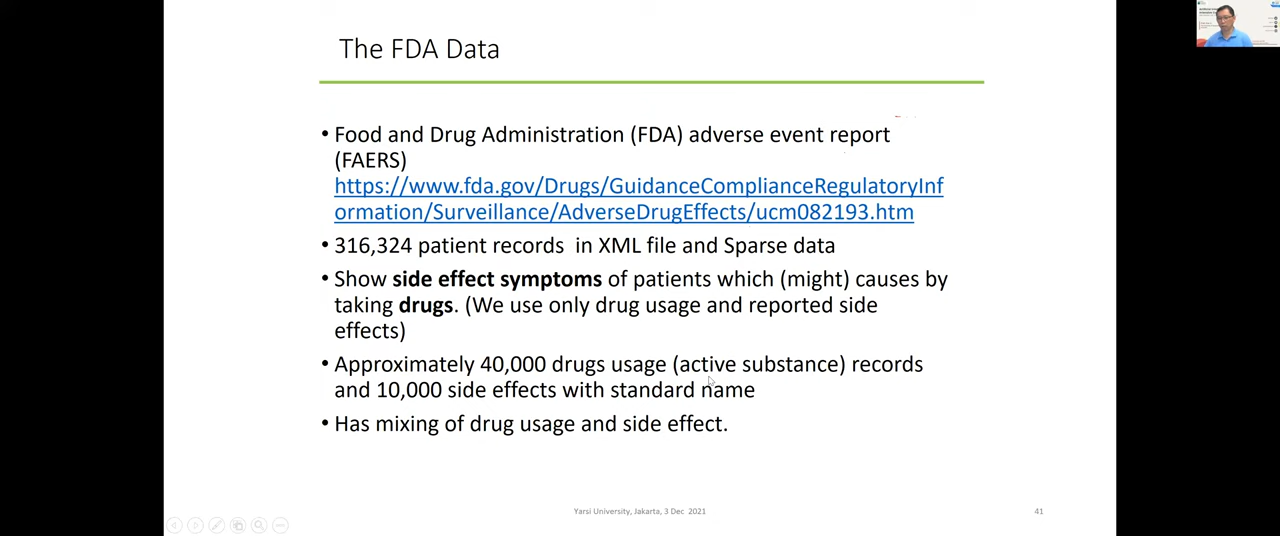 The FDA Data
• Food and Drug Administration (FDA) adverse event report
(FAERS)
https://www.fda.gov/Drugs/GuidanceComplianceRegulatoryInf
ormation/Surveillance/AdverseDrugEffects/ucm082193.htm
• 316,324 patient records in XML file and Sparse data
• Show side effect symptoms of patients which (might) causes by
taking drugs. (We use only drug usage and reported side
effects)
• Approximately 40,000 drugs usage (active substance) records
and 10,000 side effects with standard name
• Has mixing of drug usage and side effect.
Yarsi University, Jakarta, 3 Dec 2021
41